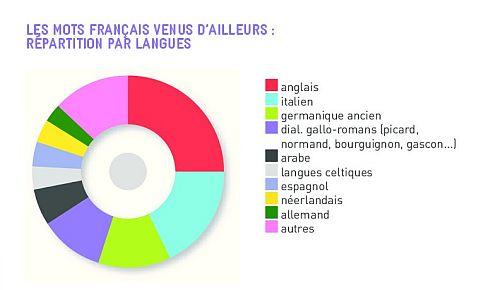 LES MOTS FRANÇAIS VENUS D'AILLEURS :
RÉPARTITION PAR LANGUES
anglais
italien
germanique ancien
dial. gallo-romans (picard,
normand, bourguignon, gascon...)
arabe
langues celtiques
espagnol
néerlandais
allemand
autres